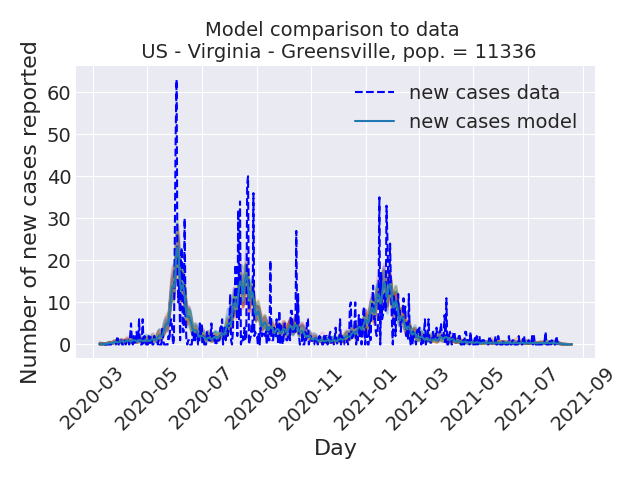 Model comparison to data
US - Virginia - Greensville, pop. = 11336
new cases data
new cases model
Number of new cases reported
60
50
40
30
20
10
0
2020-03
2020-05
2020-07
2020-09
2020-11
2021-01
2021-03
2021-05
2021-07
2021-09
Day